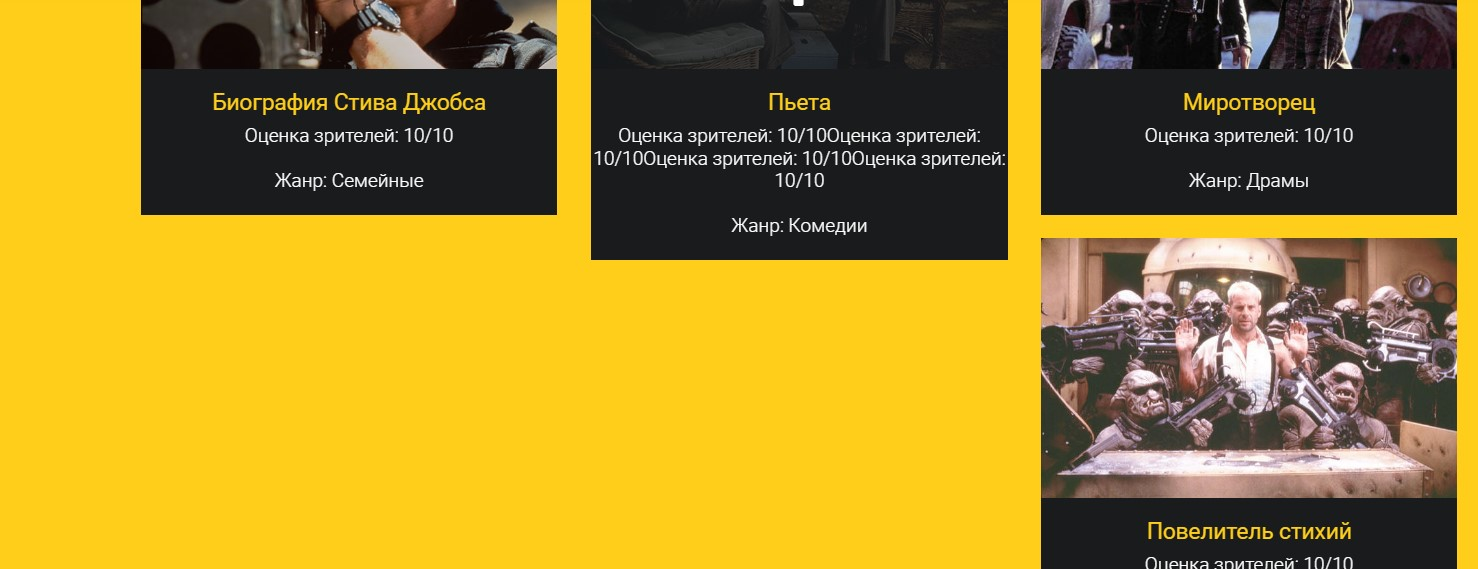 Биография Стива Джобса
Оценка зрителей: 10/10
Жанр: Семейные
Пьета
Оценка зрителей: 10/10Оценка зрителей:
10/10Оценка зрителей: 10/10Оценка зрителей:
10/10
Жанр: Комедии
Миротворец
Оценка зрителей: 10/10
Жанр: Драмы
Повелитель стихий
Оценка зрителей: 10/10